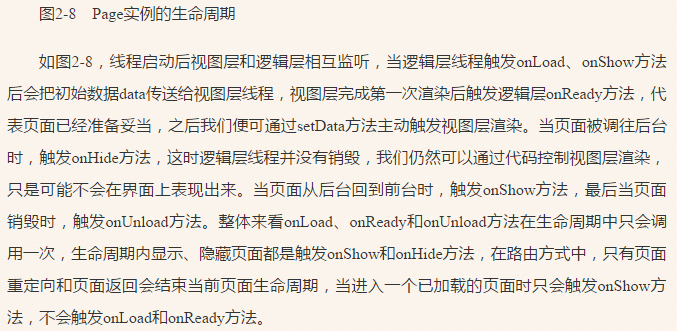 图2-8 Page实例的生命周期
如图2-8，线程启动后视图层和逻辑层相互监听，当逻辑层线程触发onLoad、onShow方法
后会把初始数据data传送给视图层线程，视图层完成第一次渲染后触发逻辑层onReady方法，代
表页面已经准备妥当，之后我们便可通过setData方法主动触发视图层渲染。当页面被调往后台
时，触发onHide方法，这时逻辑层线程并没有销毁，我们仍然可以通过代码控制视图层渲染，
只是可能不会在界面上表现出来。当页面从后台回到前台时，触发onShow方法，最后当页面
销毁时，触发onUnload方法。整体来看onLoad、onReady和onUnload方法在生命周期中只会调
用一次，生命周期内显示、隐藏页面都是触发onShow和onHide方法，在路由方式中，只有页面
重定向和页面返回会结束当前页面生命周期，当进入一个已加载的页面时只会触发onShow方
法，不会触发onLoad和onReady方法。